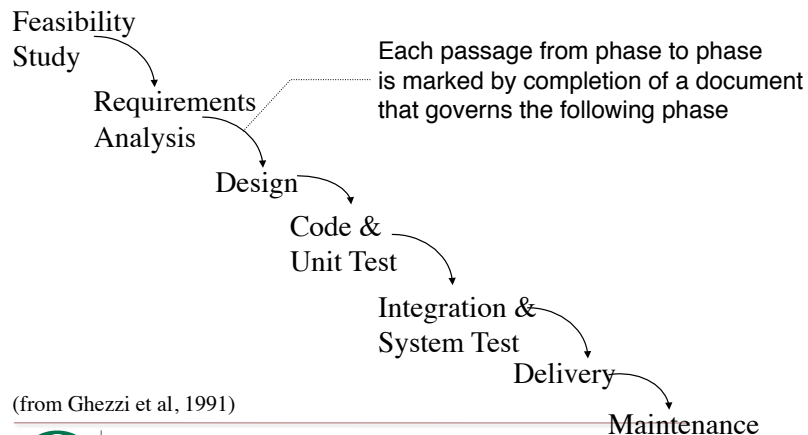 Feasibility
Study
Each passage from phase to phase
is marked by completion of a document
that governs the following phase
Requirements
Analysis
Design
Code &
Unit Test
Integration &
System Test
Delivery
(from Ghezzi et al, 1991)
Maintenance